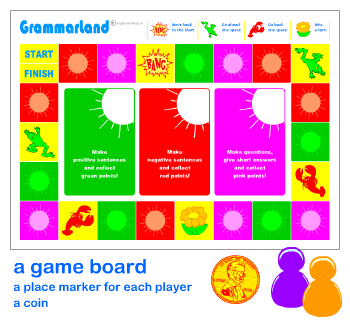 GRAMMARLAND
Move back
to the start
Go ahead
one space
Go back
one space
Miss
a turn
START
FINISH
BANG!
Make
positive sentences
and collect
green points!
Make
negative sentences
and collect
red points!
Make questions,
give short answers
and collect
pink points!
a game board
a place marker for each player
a coin